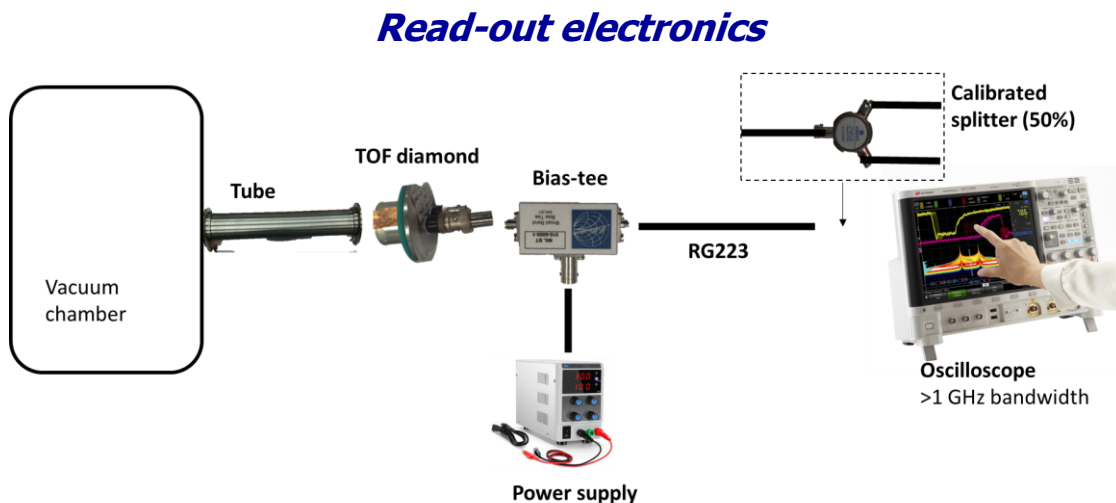 Read-out electronics
Calibrated
splitter (50%)
TOF diamond
Bias-tee
Tube
RG223
Vacuum
chamber
Oscilloscope
>1 GHz bandwidth
Power supply